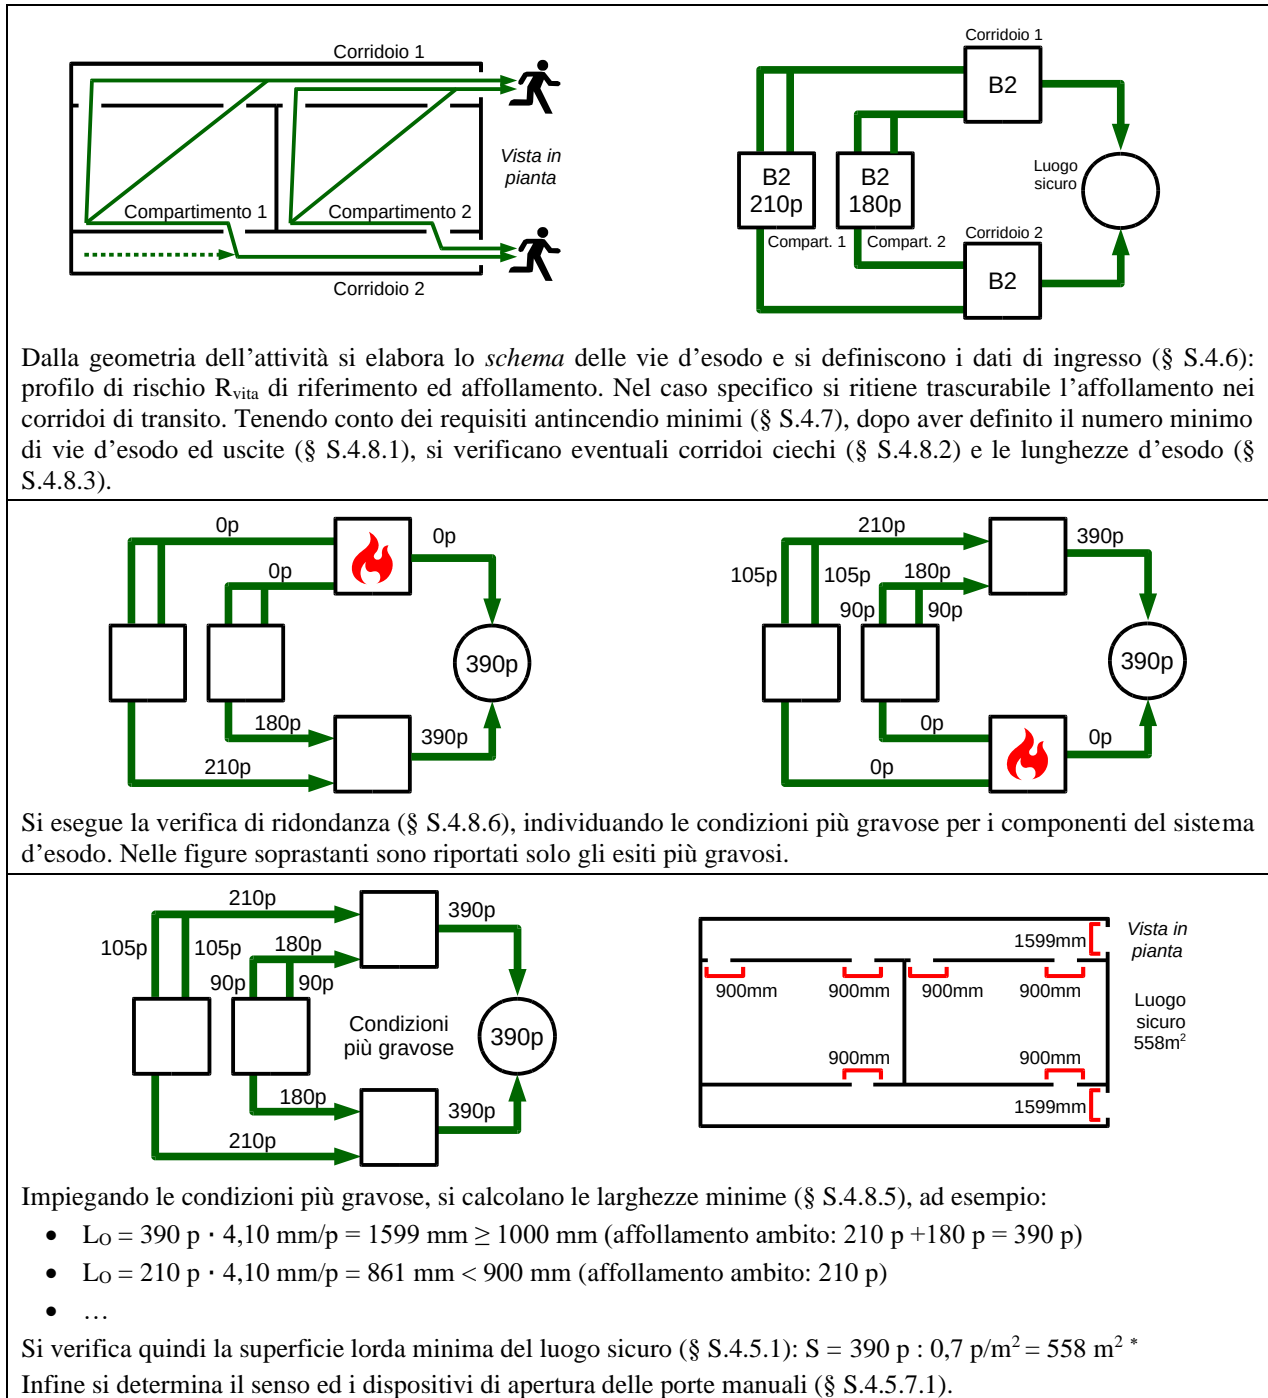 Corridoio 1
Vista in
pianta
Compartimento 1
Compartimento 2
Corridoio 2
Corridoio 1
B2
B2
210p
B2
180p
Luogo
sicuro
Compart. 1
Compart. 2
Corridoio 2
B2
Dalla geometria dell’attività si elabora lo schema delle vie d’esodo e si definiscono i dati di ingresso (§ S.4.6):
profilo di rischio Rvita di riferimento ed affollamento. Nel caso specifico si ritiene trascurabile l’affollamento nei
corridoi di transito. Tenendo conto dei requisiti antincendio minimi (§ S.4.7), dopo aver definito il numero minimo
di vie d’esodo ed uscite (§ S.4.8.1), si verificano eventuali corridoi ciechi (§ S.4.8.2) e le lunghezze d’esodo (§
S.4.8.3).
0p
0p
0p
390p
180p
390p
210p
210p
390p
105p
105p
180p
90p
90p
390p
0p
0p
0p
Si esegue la verifica di ridondanza (§ S.4.8.6), individuando le condizioni più gravose per i componenti del sistema
d’esodo. Nelle figure soprastanti sono riportati solo gli esiti più gravosi.
210p
390p
105p
105p
180p
90p
90p
Condizioni
più gravose
390p
180p
390p
210p
1599mm
Vista in
pianta
900mm
900mm
900mm
900mm
Luogo
sicuro
558m²
900mm
900mm
1599mm
Impiegando le condizioni più gravose, si calcolano le larghezze minime (§ S.4.8.5), ad esempio:
• LO = 390 p · 4,10 mm/p = 1599 mm ≥ 1000 mm (affollamento ambito: 210 p +180 p = 390 p)
• LO = 210 p · 4,10 mm/p = 861 mm < 900 mm (affollamento ambito: 210 p)
• …
Si verifica quindi la superficie lorda minima del luogo sicuro (§ S.4.5.1): S = 390 p : 0,7 p/m² = 558 m² *
Infine si determina il senso ed i dispositivi di apertura delle porte manuali (§ S.4.5.7.1).